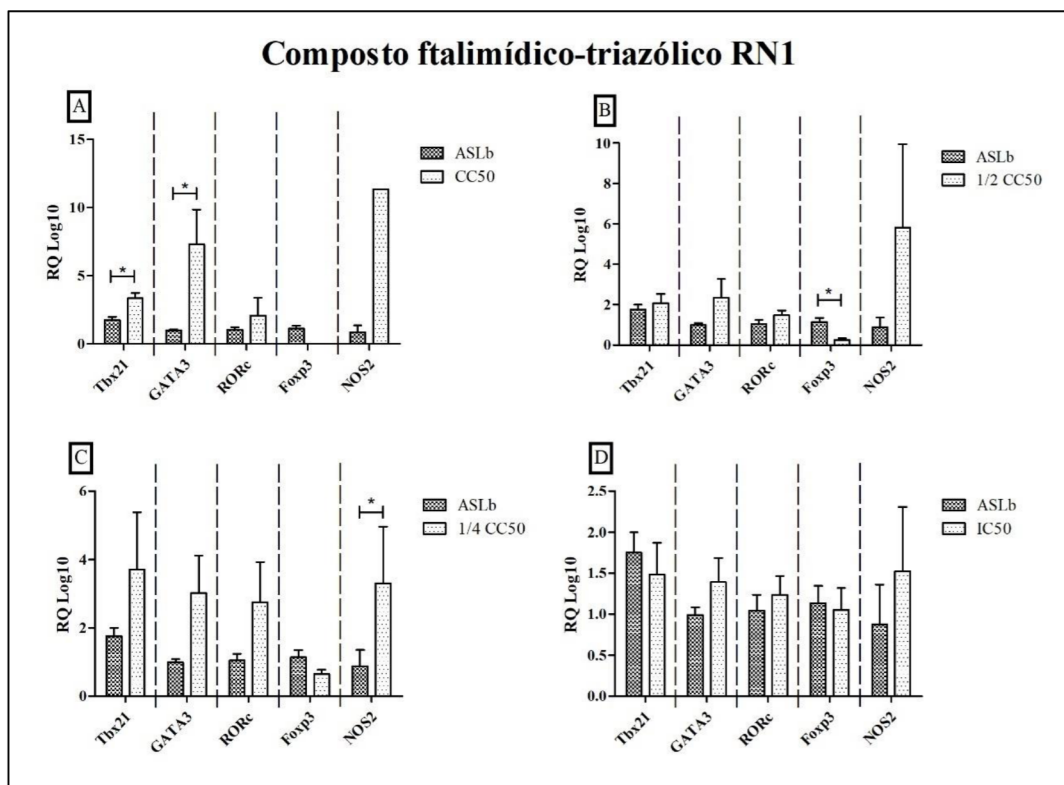 Composto ftalimídico-triazólico RN1
A
RQ Log10
15
10
5
0
*
*
Tbx21
GATA3
RORc
Foxp3
NOS2
ASLb
CC50
B
RQ Log10
10
8
6
4
2
0
*
Tbx21
GATA3
RORc
Foxp3
NOS2
ASLb
1/2 CC50
C
RQ Log10
6
4
2
0
*
Tbx21
GATA3
RORc
Foxp3
NOS2
ASLb
1/4 CC50
D
RQ Log10
2.5
2.0
1.5
1.0
0.5
0.0
Tbx21
GATA3
RORc
Foxp3
NOS2
ASLb
IC50